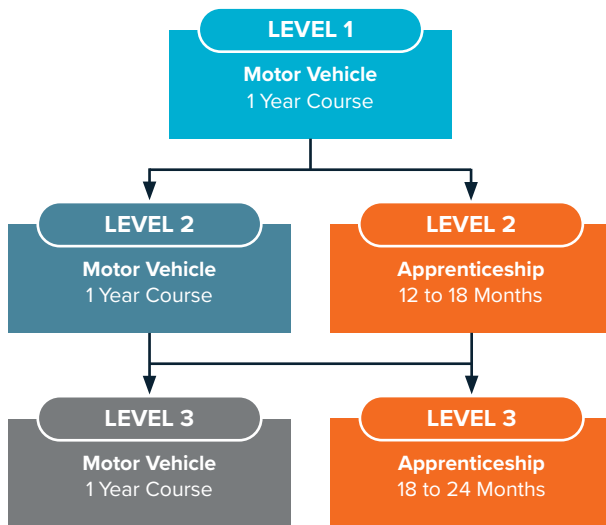 LEVEL 1
Motor Vehicle
1 Year Course
LEVEL 2
Motor Vehicle
1 Year Course
LEVEL 2
Apprenticeship
12 to 18 Months
LEVEL 3
Motor Vehicle
1 Year Course
LEVEL 3
Apprenticeship
18 to 24 Months